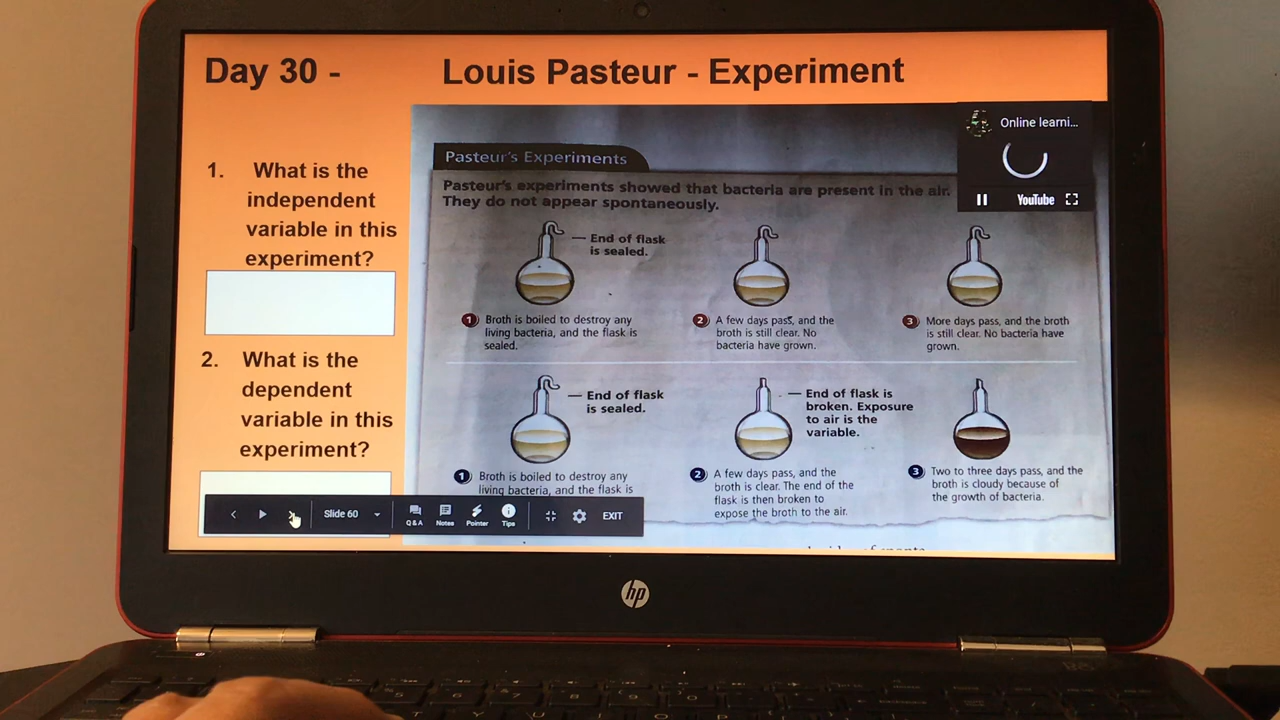 Day 30 -
Louis Pasteur - Experiment
1. What is the
independent
variable in this
experiment?
2. What is the
dependent
variable in this
experiment?
Online learni...
YouTube
Pasteur's Experiments
Pasteur's experiments showed that bacteria are present in the air.
They do not appear spontaneously.
End of flask
is sealed.
1 Broth is boiled to destroy any
living bacteria, and the flask is
sealed.
2 A few days pass, and the
broth is still clear. No
bacteria have grown.
3 More days pass, and the broth
is still clear. No bacteria have
grown.
End of flask
is sealed.
End of flask is
broken. Exposure
to air is the
variable.
1 Broth is boiled to destroy any
living bacteria, and the flask is
2 A few days pass, and the
broth is clear. The end of the
flask is then broken to
expose the broth to the air.
3 Two to three days pass, and the
broth is cloudy because of
the growth of bacteria.
Slide 60
Q & A
Notes
Pointer
Tips
EXIT
hp